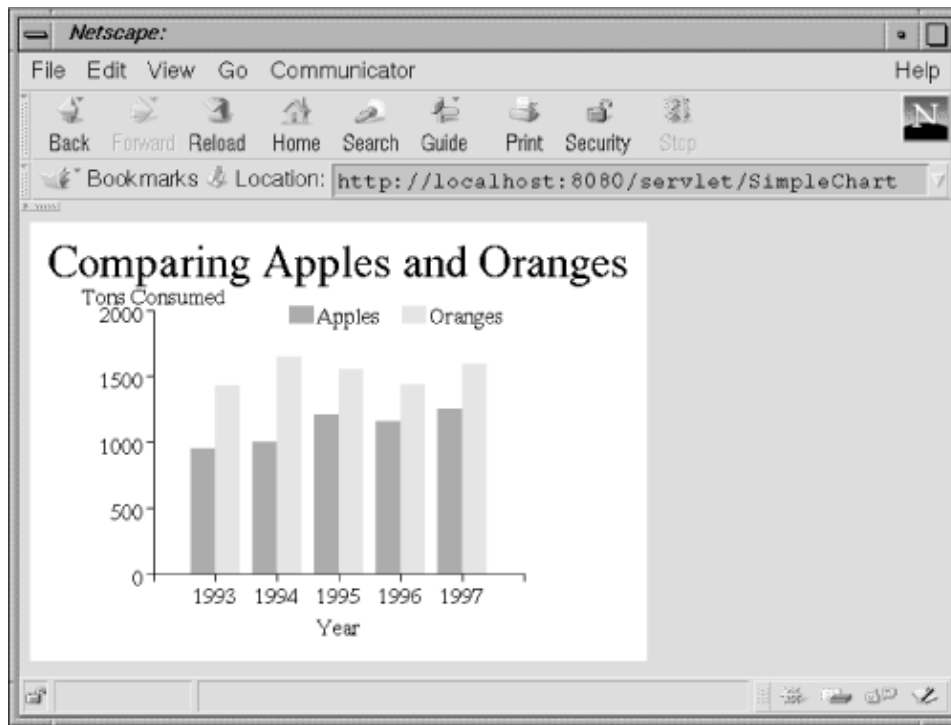 Netscape:
File Edit View Go Communicator Help
N
Back Forward Reload Home Search Guide Print Security Stop
Bookmarks Location: http://localhost:8080/servlet/SimpleChart
Comparing Apples and Oranges
Tons Consumed
2000 Apples Oranges
1500
1000
500
0
1993 1994 1995 1996 1997
Year